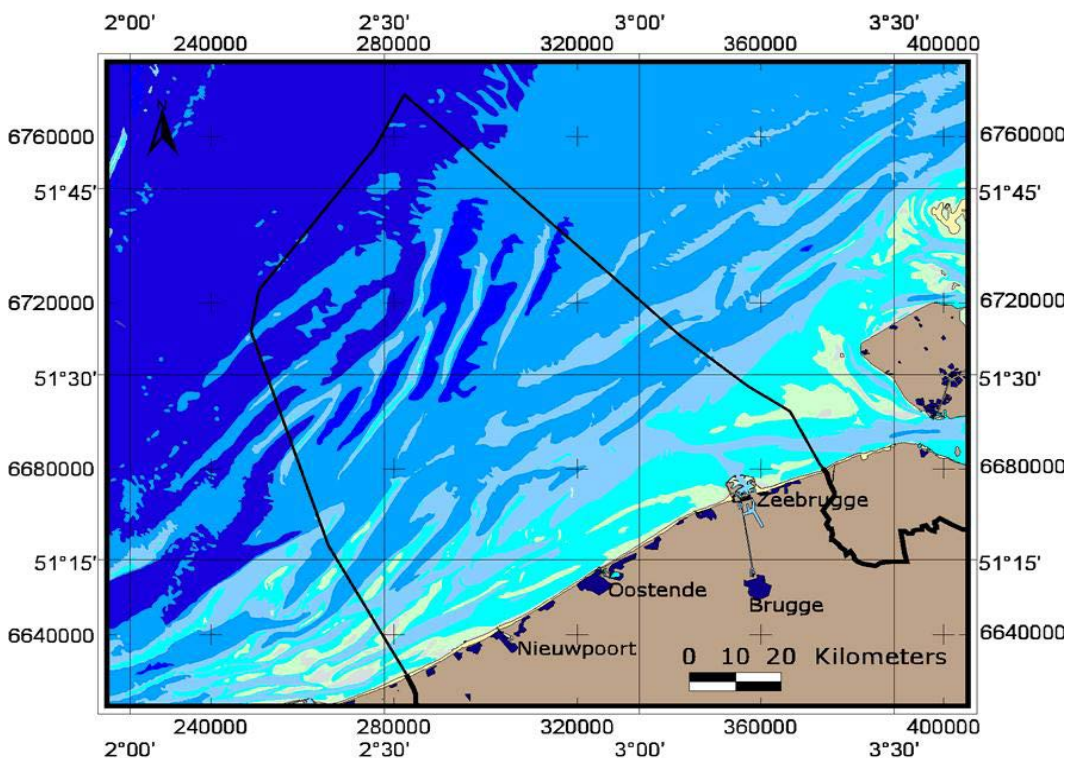 2°00' 2°30' 3°00' 3°30'
240000 280000 320000 360000 400000
6760000 6760000
51°45' 51°45'
6720000 6720000
51°30' 51°30'
6680000 6680000
Zeebrugge
51°15' 51°15'
Oostende
Brugge
6640000 6640000
Nieuwpoort
0 10 20 Kilometers
240000 280000 320000 360000 400000
2°00' 2°30' 3°00' 3°30'